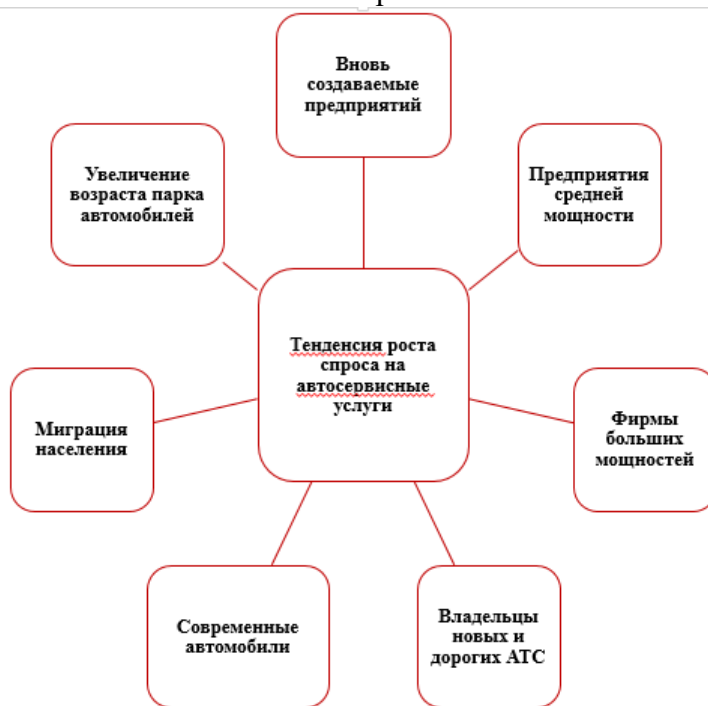 Вновь
создаваемые
предприятий
Увеличение
возраста парка
автомобилей
Предприятия
средней
мощности
Тенденсия роста
спроса на
автосервисные
услуги
Миграция
населения
Фирмы
больших
мощностей
Современные
автомобили
Владельцы
новых и
дорогих АТС